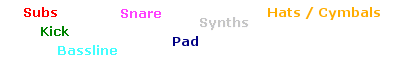 Subs
Snare
Hats / Cymbals
Synths
Kick
Pad
Bassline